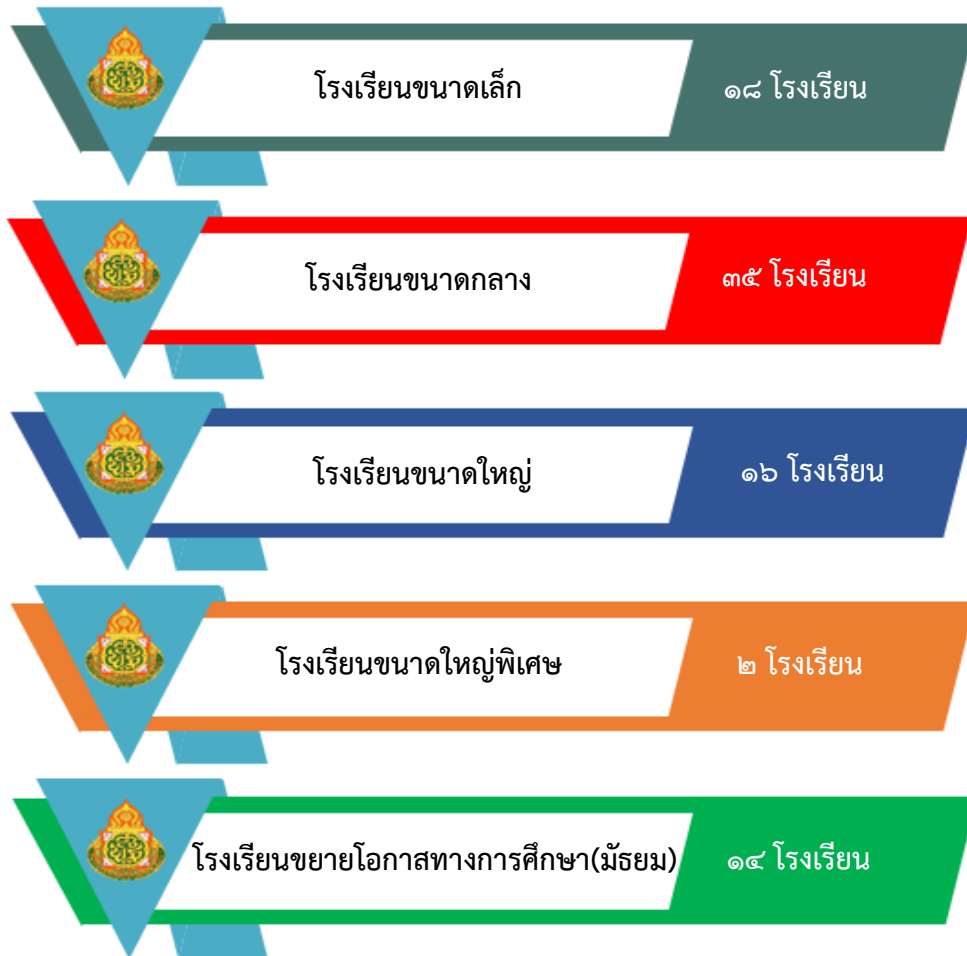 โรงเรียนขนาดเล็ก ๑๘ โรงเรียน
โรงเรียนขนาดกลาง ๓๕ โรงเรียน
โรงเรียนขนาดใหญ่ ๑๖ โรงเรียน
โรงเรียนขนาดใหญ่พิเศษ ๒ โรงเรียน
โรงเรียนขยายโอกาสทางการศึกษา(มัธยม) ๑๔ โรงเรียน